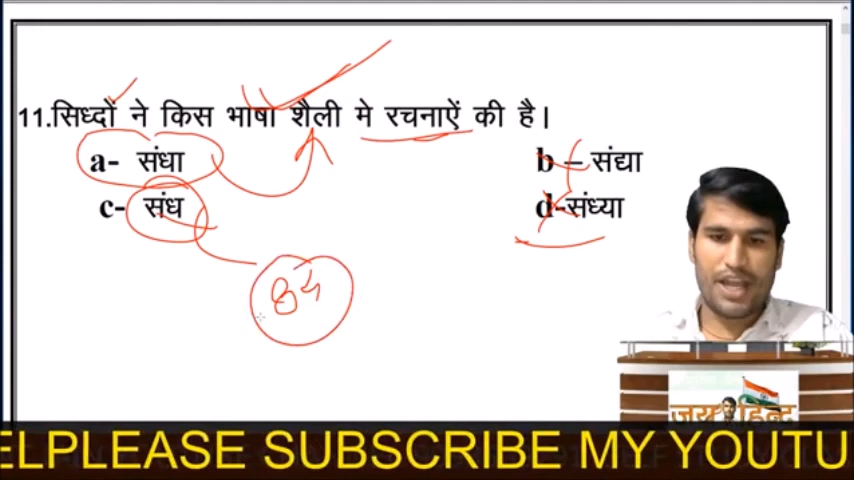 11.सिध्दों ने किस भाषा शैली मे रचनाऐं की है।
a- संधा
b – संद्या
c- संध
d-संध्या
84
जय हिन्द
ELPLEASE SUBSCRIBE MY YOUTU